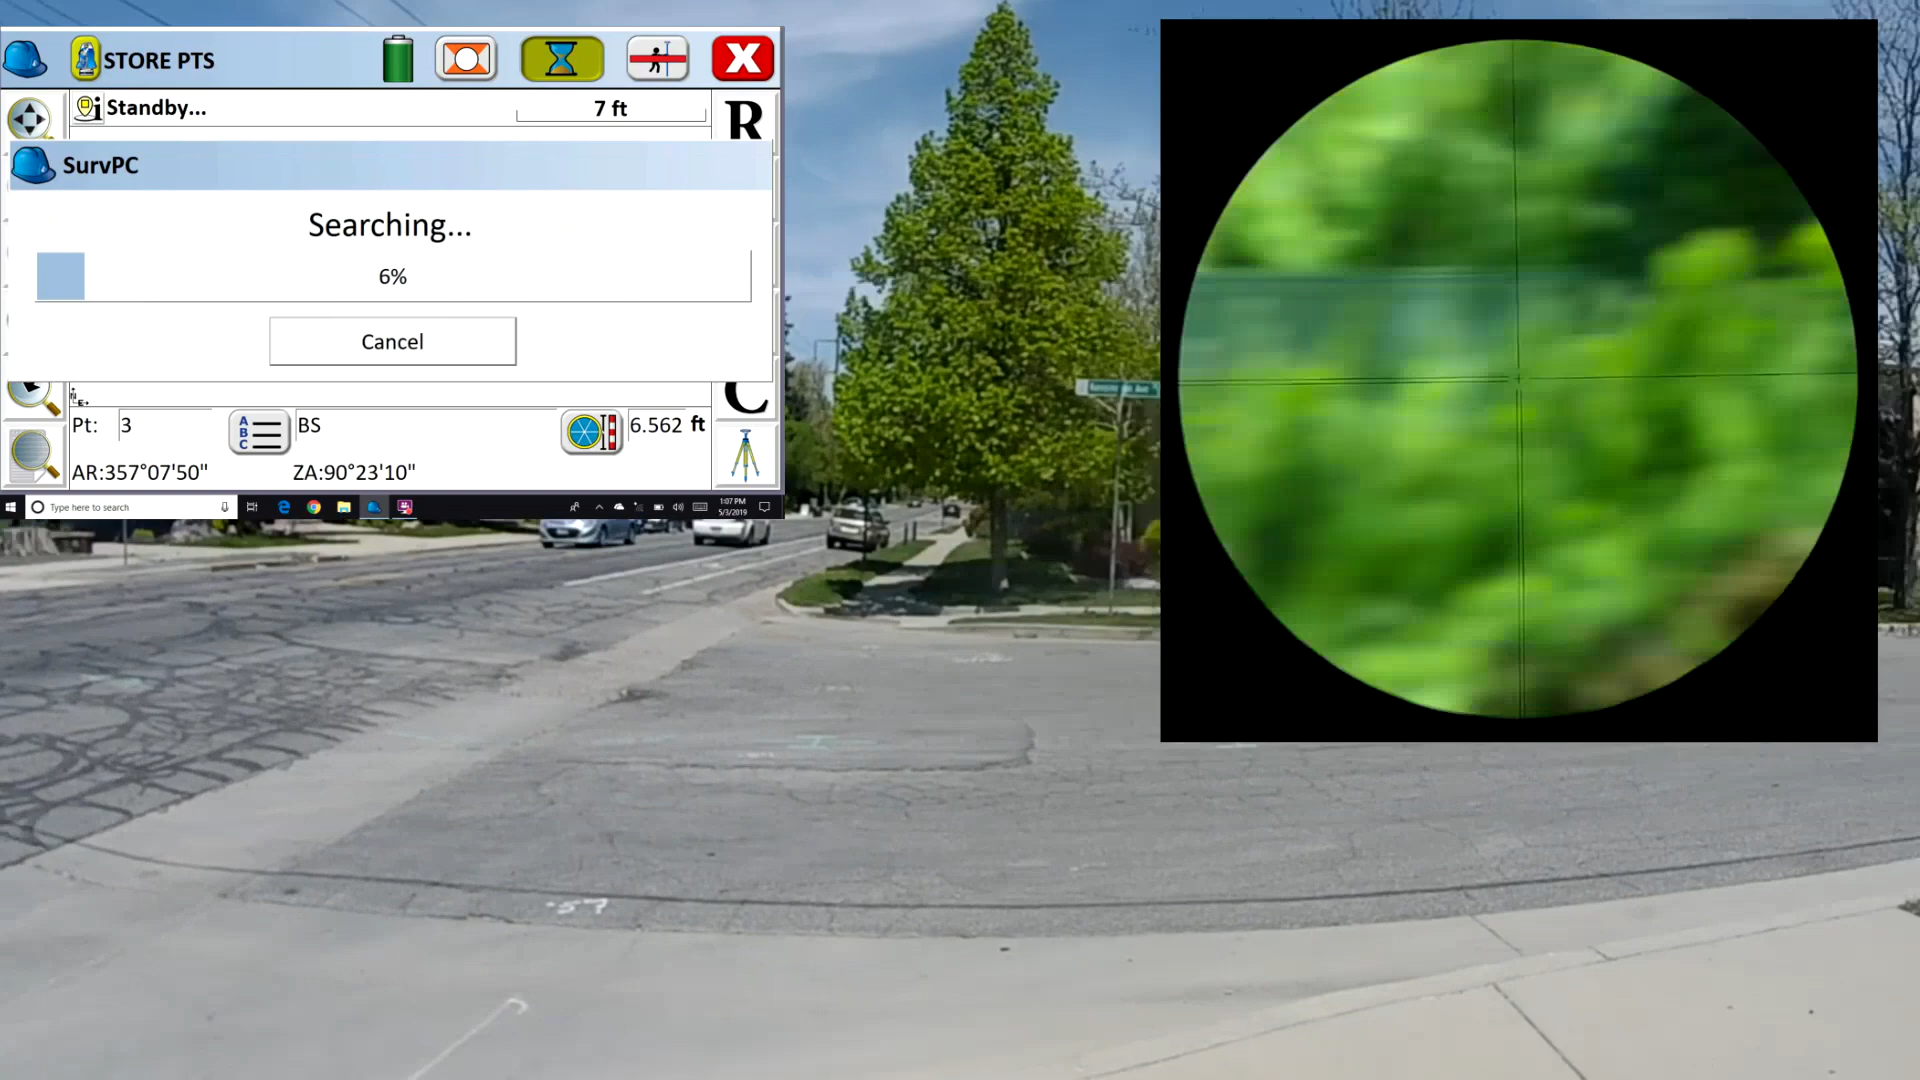 STORE PTS
Standby...
7 ft
R
SurvPC
Searching...
6%
Cancel
C
Pt: 3
A
B
C
BS
6.562 ft
AR:357°07'50"
ZA:90°23'10"
Type here to search
1:07 PM
5/3/2019